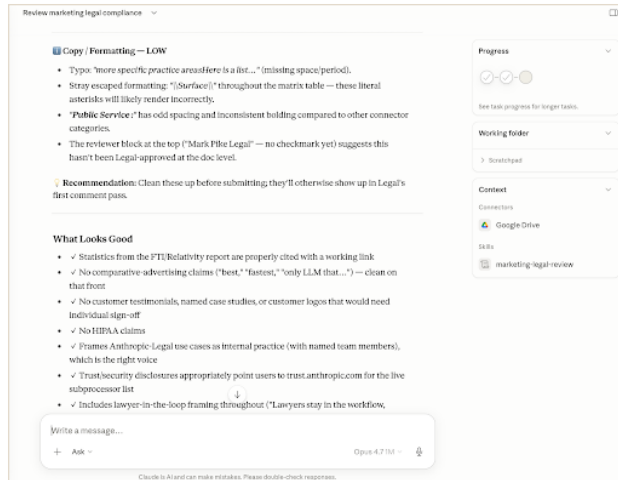 Review marketing legal compliance
Copy / Formatting — LOW
• Typo: "more specific practice areasHere is a list..." (missing space/period).
• Stray escaped formatting: "\|Surface\|" throughout the matrix table — these literal
asterisks will likely render incorrectly.
• "Public Service:" has odd spacing and inconsistent bolding compared to other connector
categories.
• The reviewer block at the top ("Mark Pike Legal" — no checkmark yet) suggests this
hasn't been Legal-approved at the doc level.
Recommendation: Clean these up before submitting; they'll otherwise show up in Legal's
first comment pass.
What Looks Good
• ✓ Statistics from the FTI/Relativity report are properly cited with a working link
• ✓ No comparative-advertising claims ("best," "fastest," "only LLM that...") — clean on
that front
• ✓ No customer testimonials, named case studies, or customer logos that would need
individual sign-off
• ✓ No HIPAA claims
• ✓ Frames Anthropic-Legal use cases as internal practice (with named team members),
which is the right voice
• ✓ Trust/security disclosures appropriately point users to trust.anthropic.com for the live
subprocessor list
• ✓ Includes lawyer-in-the-loop framing throughout ("Lawyers stay in the workflow,
Write a message...
Ask
Opus 4.7 1M
Claude is AI and can make mistakes. Please double-check responses.
Progress
See task progress for longer tasks.
Working folder
Scratchpad
Context
Connectors
Google Drive
Skills
marketing-legal-review